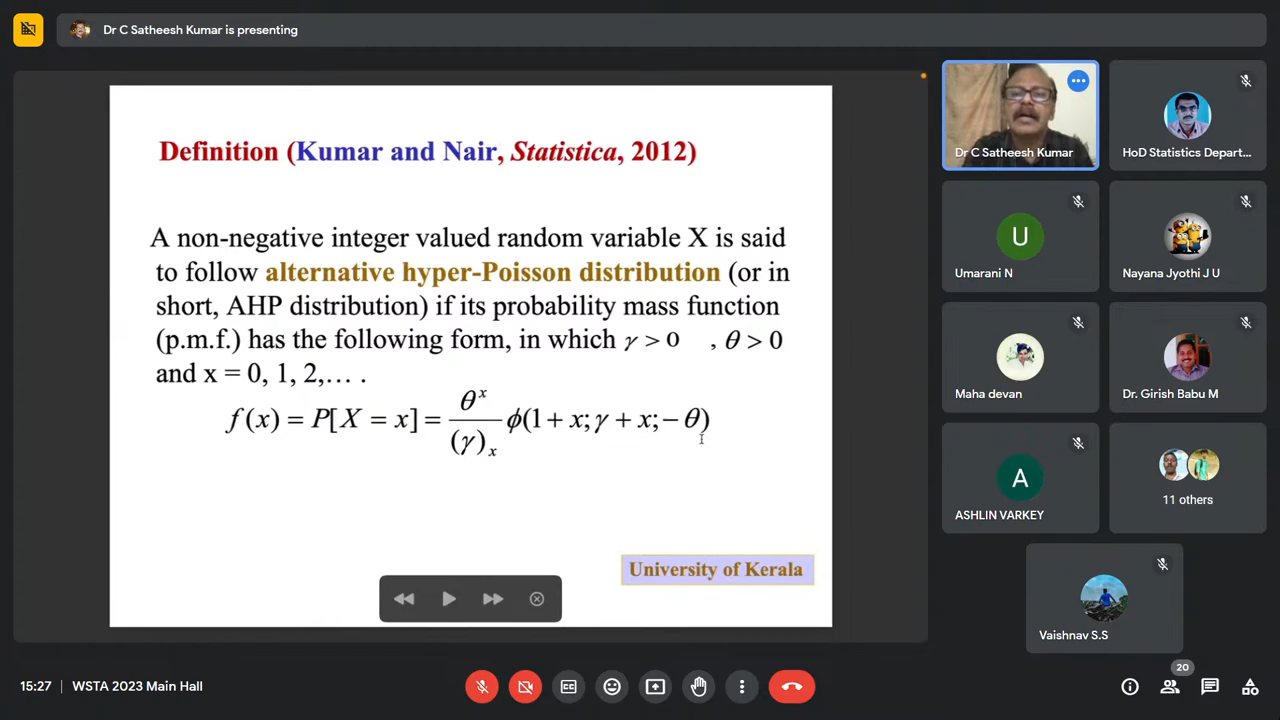 Dr C Satheesh Kumar is presenting
Definition (Kumar and Nair, Statistica, 2012)
A non-negative integer valued random variable X is said
to follow alternative hyper-Poisson distribution (or in
short, AHP distribution) if its probability mass function
(p.m.f.) has the following form, in which γ > 0 , θ > 0
and x = 0, 1, 2,… .
f(x) = P[X = x] = θ^x / (γ)_x φ(1 + x; γ + x; − θ)
University of Kerala
Dr C Satheesh Kumar
HoD Statistics Depart...
U
Umarani N
Nayana Jyothi J U
Maha devan
Dr. Girish Babu M
A
ASHLIN VARKEY
11 others
Vaishnav S.S
15:27 | WSTA 2023 Main Hall
20